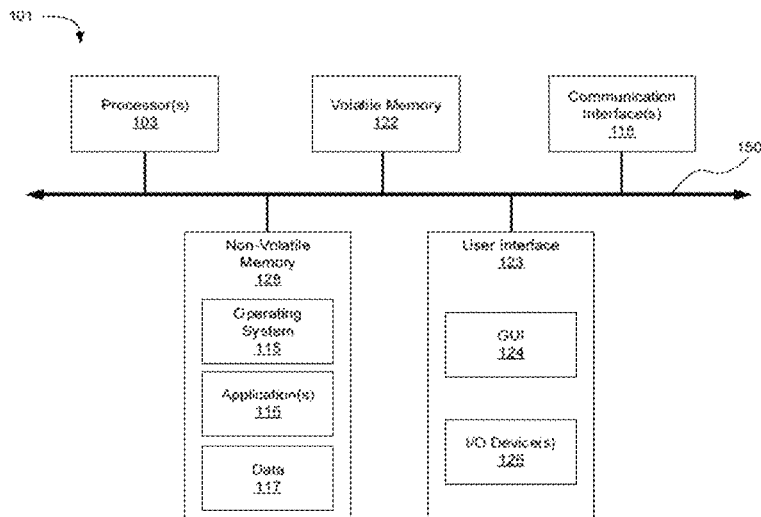 101
Processor(s)
103
Volatile Memory
122
Communication
Interface(s)
118
150
Non-Volatile
Memory
128
User Interface
123
Operating
System
115
GUI
124
Application(s)
116
I/O Device(s)
126
Data
117